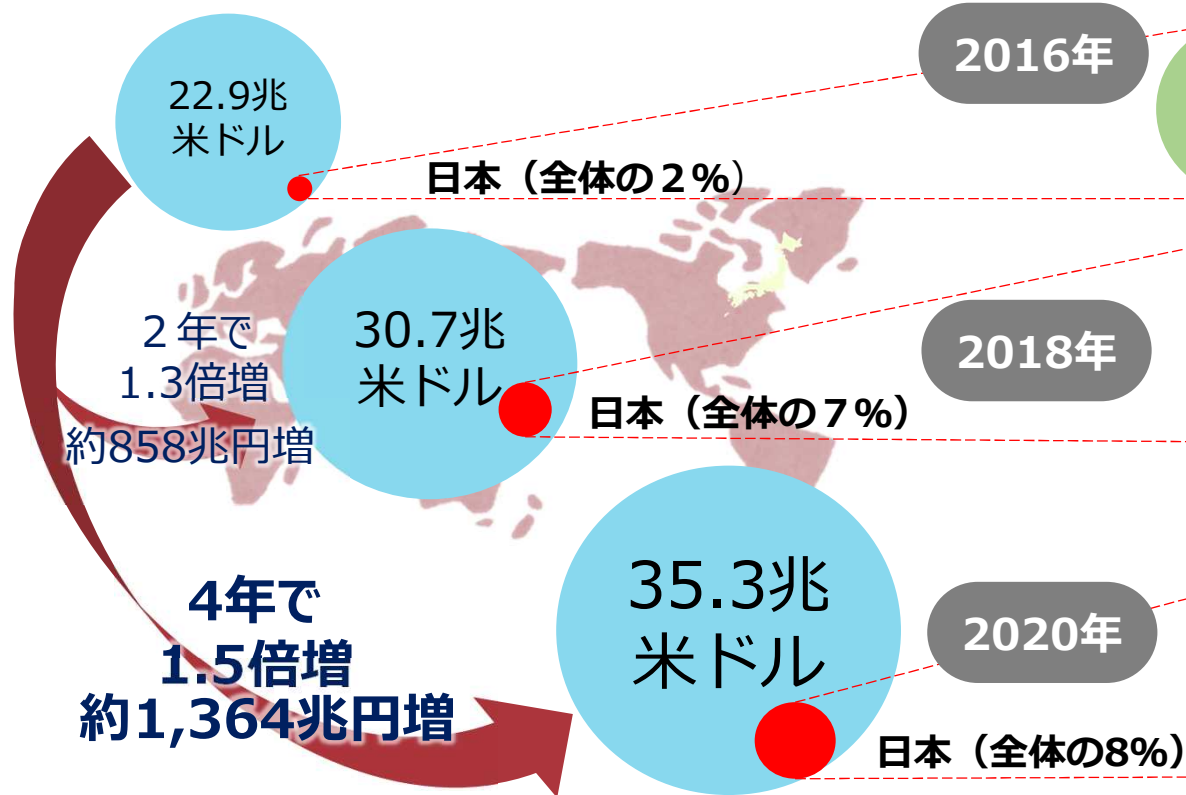 22.9兆
米ドル
2016年
日本（全体の２%）
30.7兆
米ドル
2018年
２年で
1.3倍増
約858兆円増
日本（全体の７%）
35.3兆
米ドル
2020年
4年で
1.5倍増
約1,364兆円増
日本（全体の8%）